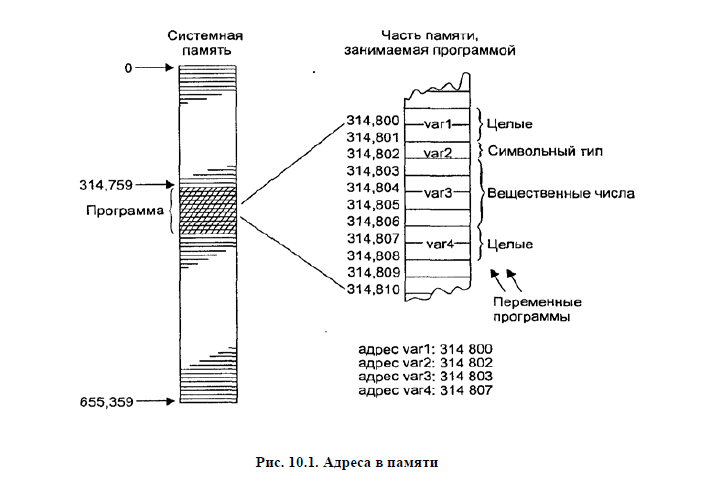 Системная
память
0
314,759
Программа
655,359
Часть памяти,
занимаемая программой
314,800
314,801
314,802
314,803
314,804
314,805
314,806
314,807
314,808
314,809
314,810
var1
var2
var3
var4
Целые
Символьный тип
Вещественные числа
Целые
Переменные
программы
адрес var1: 314 800
адрес var2: 314 802
адрес var3: 314 803
адрес var4: 314 807
Рис. 10.1. Адреса в памяти